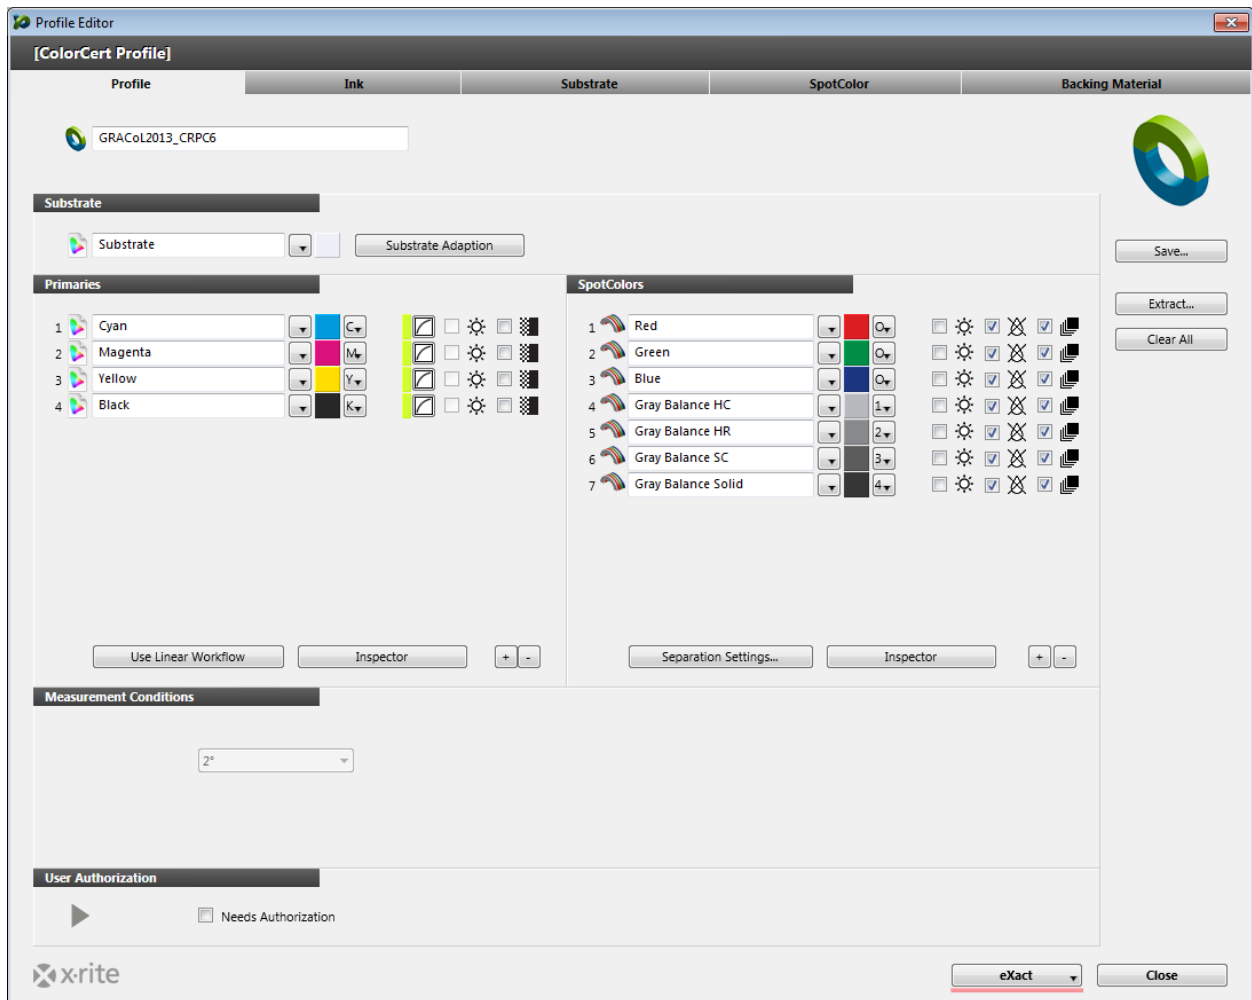 Profile Editor
[ColorCert Profile]
Profile Ink Substrate SpotColor Backing Material
GRACoL2013_CRPC6
Substrate
Substrate Substrate Adaption
Save...
Extract...
Clear All
Primaries
1 Cyan C
2 Magenta M
3 Yellow Y
4 Black K
Use Linear Workflow Inspector + -
SpotColors
1 Red O
2 Green O
3 Blue O
4 Gray Balance HC 1
5 Gray Balance HR 2
6 Gray Balance SC 3
7 Gray Balance Solid 4
Separation Settings... Inspector + -
Measurement Conditions
2°
User Authorization
Needs Authorization
x·rite
eXact Close